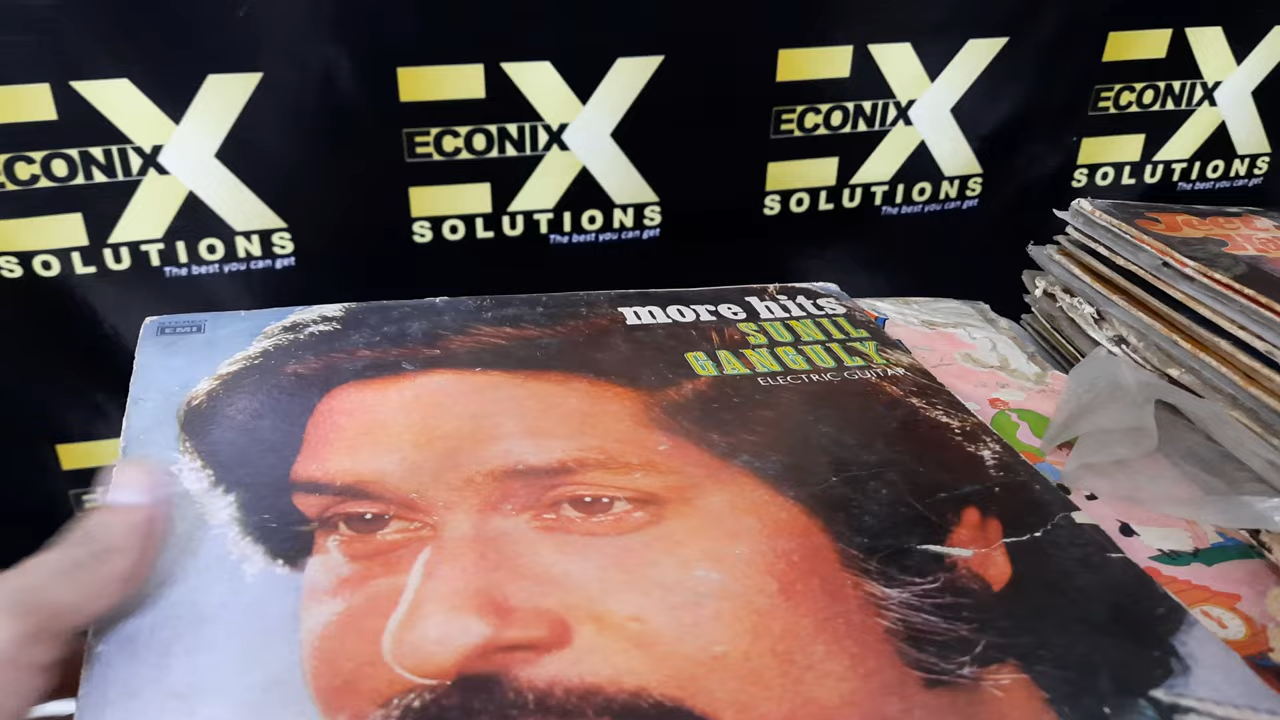 ECONIX
SOLUTIONS
The best you can get
ECONIX
SOLUTIONS
The best you can get
ECONIX
SOLUTIONS
The best you can get
ECONIX
SOLUTIONS
The best you can get
STEREO
EMI
more hits
SUNIL
GANGULY
ELECTRIC GUITAR